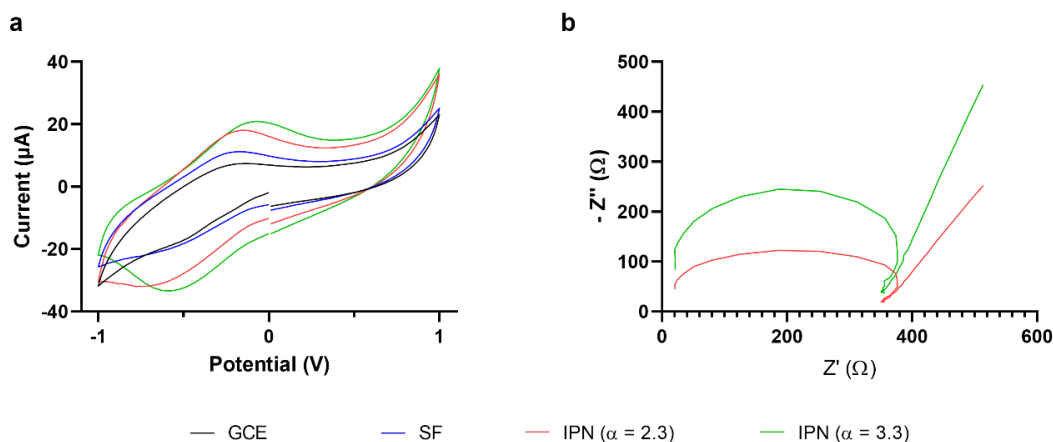 a
b
Current (µA)
40
20
0
-20
-40
-1
0
1
Potential (V)
- Z'' (Ω)
500
400
300
200
100
0
0
200
400
600
Z' (Ω)
GCE
SF
IPN (α = 2.3)
IPN (α = 3.3)